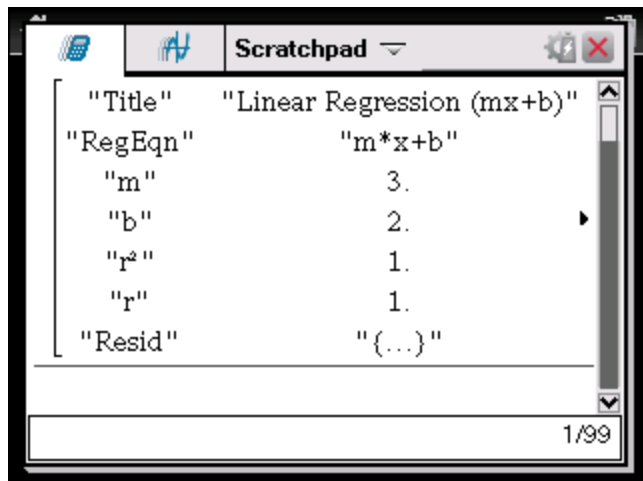 Scratchpad
"Title" "Linear Regression (mx+b)"
"RegEqn" "m*x+b"
"m" 3.
"b" 2.
"r²" 1.
"r" 1.
"Resid" "{...}"
1/99